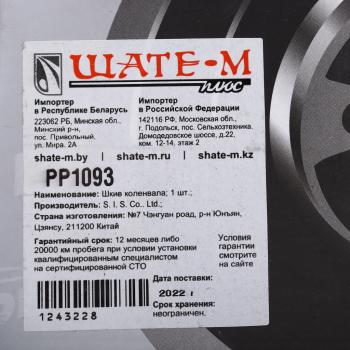 ШАТЕ-М
плюс
Импортер
в Республике Беларусь
223062 РБ, Минская обл.,
Минский р-н,
пос. Привольный,
ул. Мира. 2А
Импортер
в Российской Федерации
142116 РФ, Московская обл.,
г. Подольск, пос. Сельхозтехника.
Домодедовское шоссе, д.22,
ком. 12-14, этаж 2
shate-m.by | shate-m.ru | shate-m.kz
PP1093
Наименование: Шкив коленвала; 1 шт.;
Производитель: S. I. S. Co., Ltd.;
Страна изготовления: №7 Чэнгуан роад, р-н Юнъян,
Цзянсу, 211200 Китай
Гарантийный срок: 12 месяцев либо
20000 км пробега при условии установки
квалифицированным специалистом
на сертифицированной СТО
Условия
гарантии
смотрите
на сайте
Дата поставки:
2022 г
Срок хранения:
неограничен.
1243228